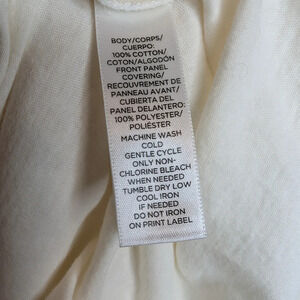 BODY/CORPS/
CUERPO:
100% COTTON/
COTON/ALGODÓN
FRONT PANEL
COVERING/
RECOUVREMENT DE
PANNEAU AVANT/
CUBIERTA DEL
PANEL DELANTERO:
100% POLYESTER/
POLIÉSTER
MACHINE WASH
COLD
GENTLE CYCLE
ONLY NON-
CHLORINE BLEACH
WHEN NEEDED
TUMBLE DRY LOW
COOL IRON
IF NEEDED
DO NOT IRON
ON PRINT LABEL